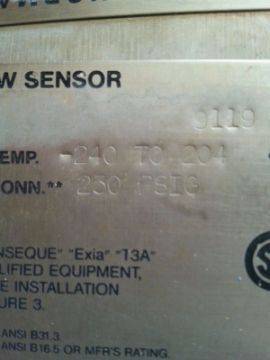 W SENSOR
9119
EMP. -240 TO 204
ONN.** 230 PSIG
NSEQUE" "Exia" "13A"
LIFIED EQUIPMENT,
E INSTALLATION
URE 3.
ANSI B31.3.
ANSI B16.5 OR MFR'S RATING.